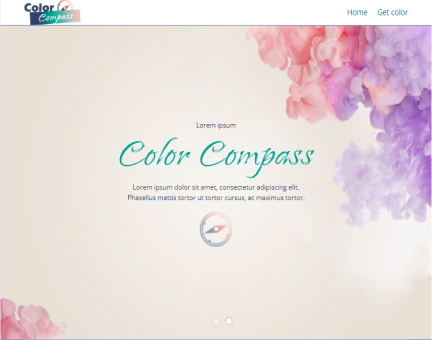 Color
Compass
Home Get color
Lorem ipsum
Color Compass
Lorem ipsum dolor sit amet, consectetur adipiscing elit.
Phasellus mattis tortor ut tortor cursus, ac maximus tortor.